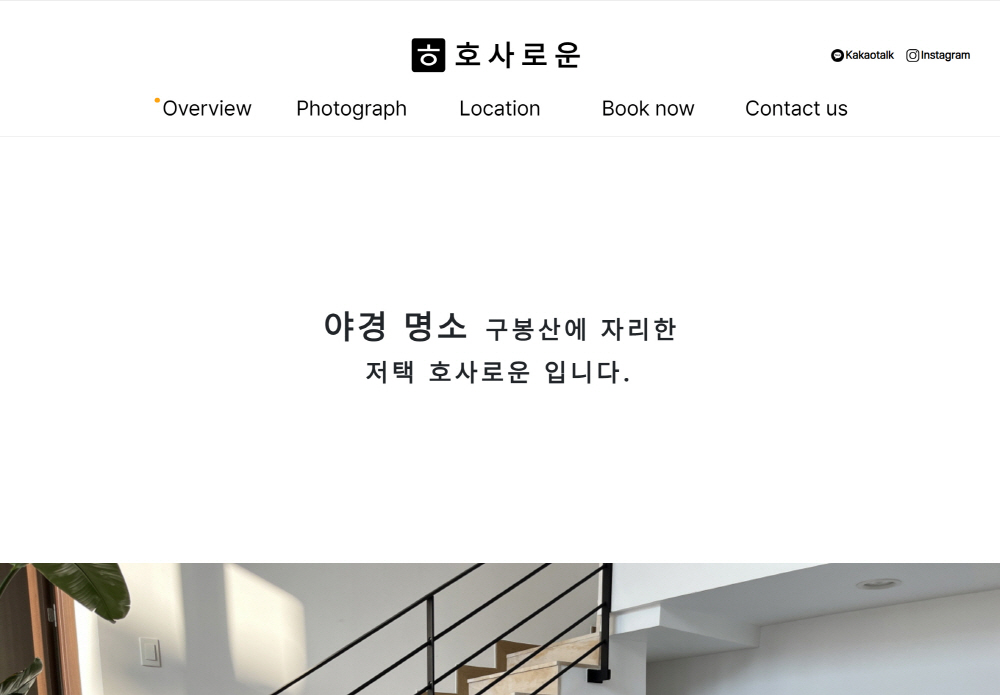 ㅎ 호사로운
Kakaotalk Instagram
Overview Photograph Location Book now Contact us
야경 명소 구봉산에 자리한
저택 호사로운 입니다.